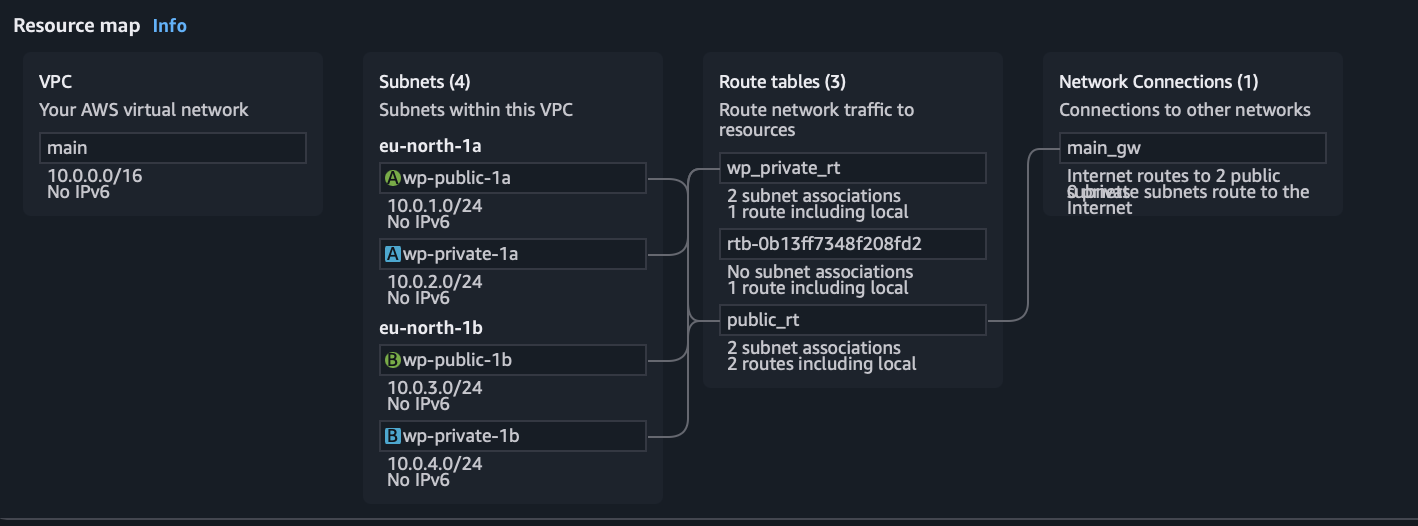 Resource map Info
VPC
Your AWS virtual network
main
10.0.0.0/16
No IPv6
Subnets (4)
Subnets within this VPC
eu-north-1a
A wp-public-1a
10.0.1.0/24
No IPv6
A wp-private-1a
10.0.2.0/24
No IPv6
eu-north-1b
B wp-public-1b
10.0.3.0/24
No IPv6
B wp-private-1b
10.0.4.0/24
No IPv6
Route tables (3)
Route network traffic to
resources
wp_private_rt
2 subnet associations
1 route including local
rtb-0b13ff7348f208fd2
No subnet associations
1 route including local
public_rt
2 subnet associations
2 routes including local
Network Connections (1)
Connections to other networks
main_gw
Internet routes to 2 public
subnets
0 private subnets route to the
Internet